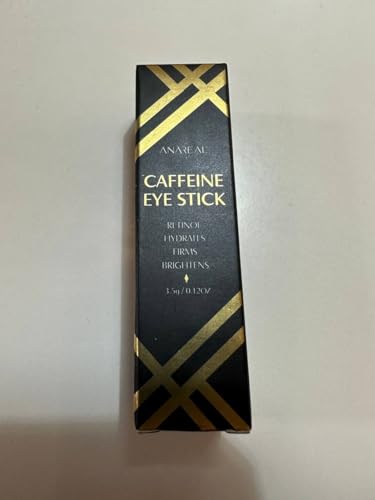 ANAREAL
CAFFEINE
EYE STICK
RETINOL
HYDRATES
FIRMS
BRIGHTENS
3.5g / 0.12OZ